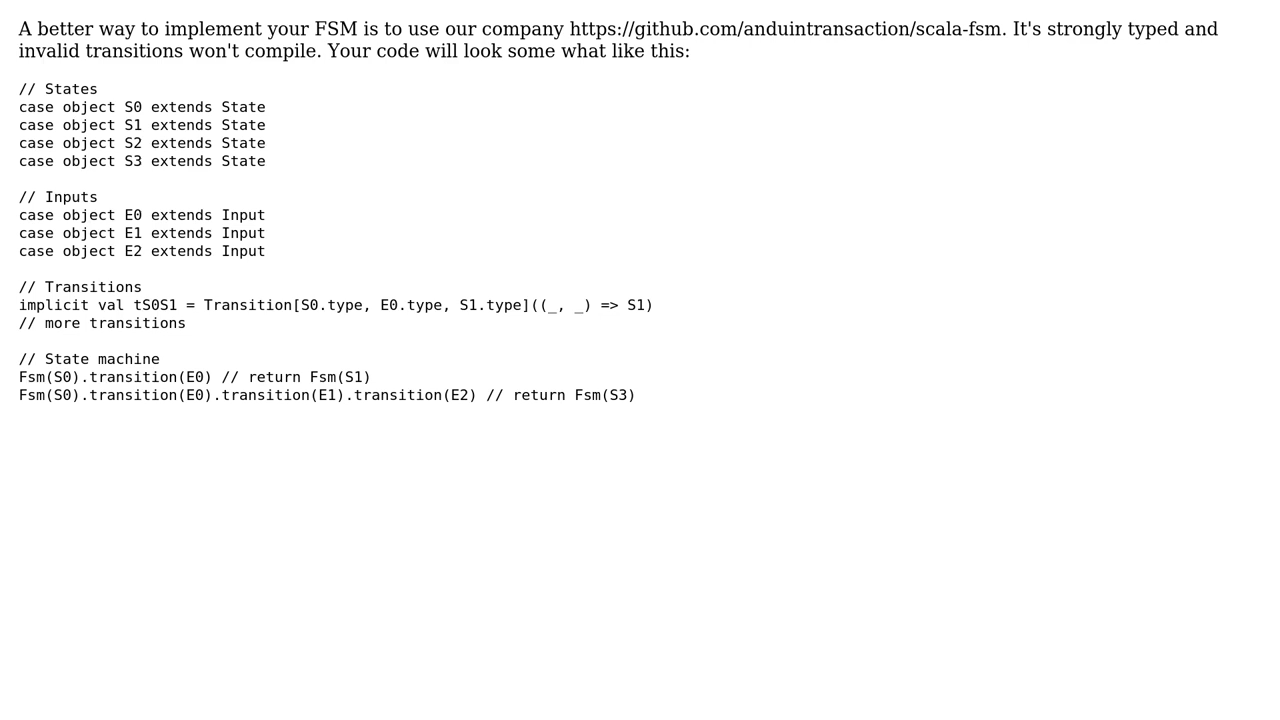 A better way to implement your FSM is to use our company https://github.com/anduintransaction/scala-fsm. It's strongly typed and
invalid transitions won't compile. Your code will look some what like this:
// States
case object S0 extends State
case object S1 extends State
case object S2 extends State
case object S3 extends State
// Inputs
case object E0 extends Input
case object E1 extends Input
case object E2 extends Input
// Transitions
implicit val tS0S1 = Transition[S0.type, E0.type, S1.type]((_, _) => S1)
// more transitions
// State machine
Fsm(S0).transition(E0) // return Fsm(S1)
Fsm(S0).transition(E0).transition(E1).transition(E2) // return Fsm(S3)